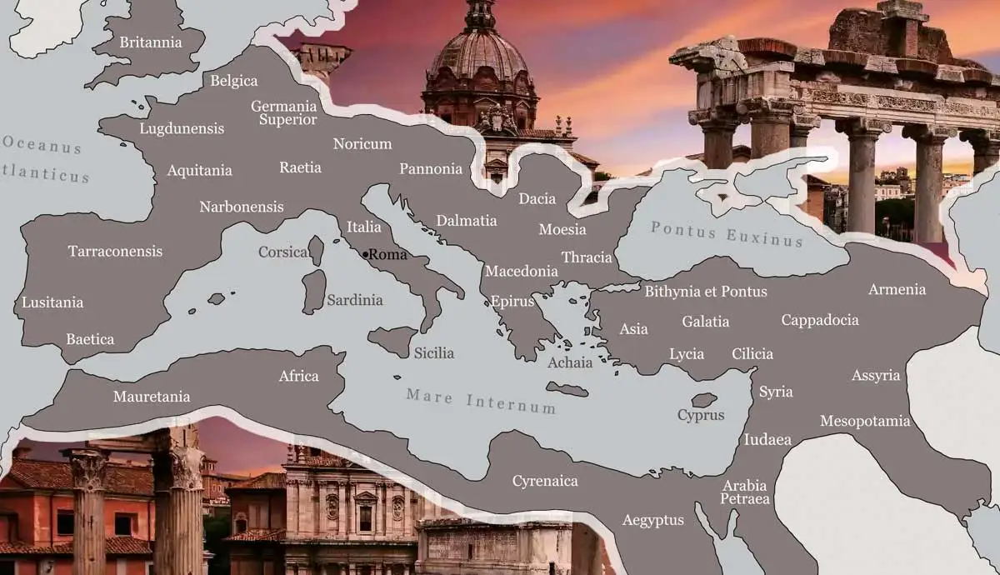 Britannia
Belgica
Germania
Superior
Lugdunensis
Noricum
Oceanus
tlanticus
Aquitania
Raetia
Pannonia
Narbonensis
Dacia
Italia
Dalmatia
Moesia
Pontus Euxinus
Tarraconensis
Corsica
Roma
Thracia
Macedonia
Bithynia et Pontus
Armenia
Lusitania
Sardinia
Epirus
Asia
Galatia
Cappadocia
Baetica
Sicilia
Achaia
Lycia
Cilicia
Africa
Assyria
Mauretania
Mare Internum
Syria
Cyprus
Mesopotamia
Iudaea
Cyrenaica
Arabia
Petraea
Aegyptus